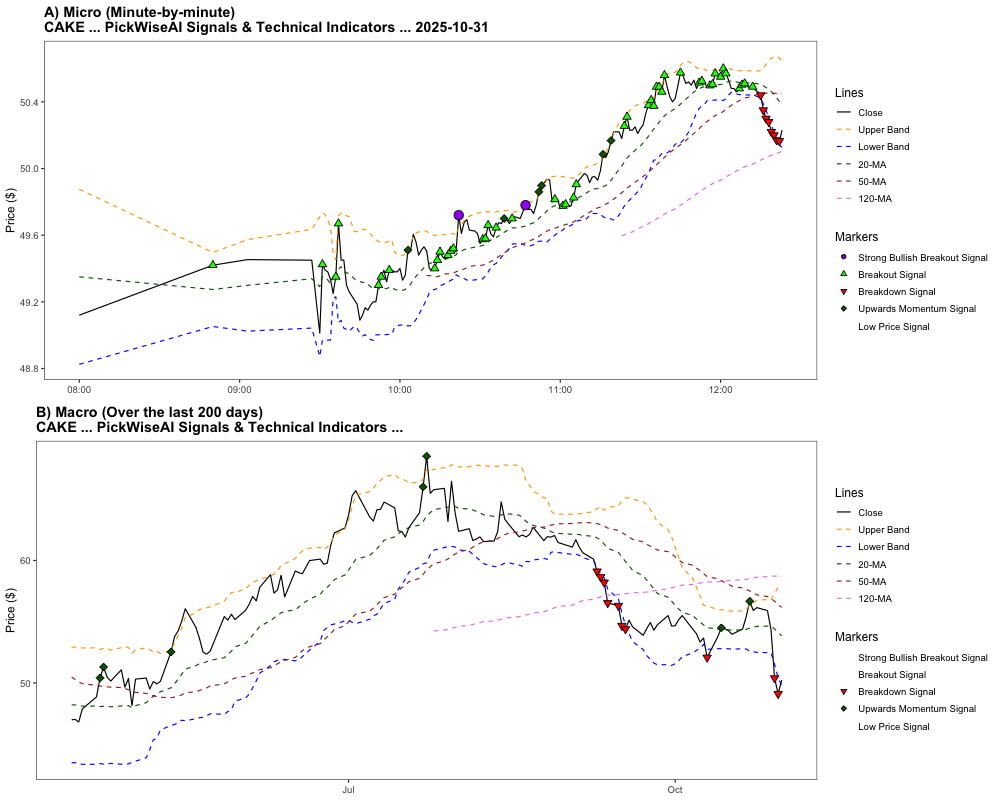 A) Micro (Minute-by-minute)
CAKE ... PickWiseAI Signals & Technical Indicators ... 2025-10-31
Price ($)
50.4
50.0
49.6
49.2
48.8
08:00
09:00
10:00
11:00
12:00
Lines
Close
Upper Band
Lower Band
20-MA
50-MA
120-MA
Markers
Strong Bullish Breakout Signal
Breakout Signal
Breakdown Signal
Upwards Momentum Signal
Low Price Signal
B) Macro (Over the last 200 days)
CAKE ... PickWiseAI Signals & Technical Indicators ...
Price ($)
60
50
Jul
Oct
Lines
Close
Upper Band
Lower Band
20-MA
50-MA
120-MA
Markers
Strong Bullish Breakout Signal
Breakout Signal
Breakdown Signal
Upwards Momentum Signal
Low Price Signal